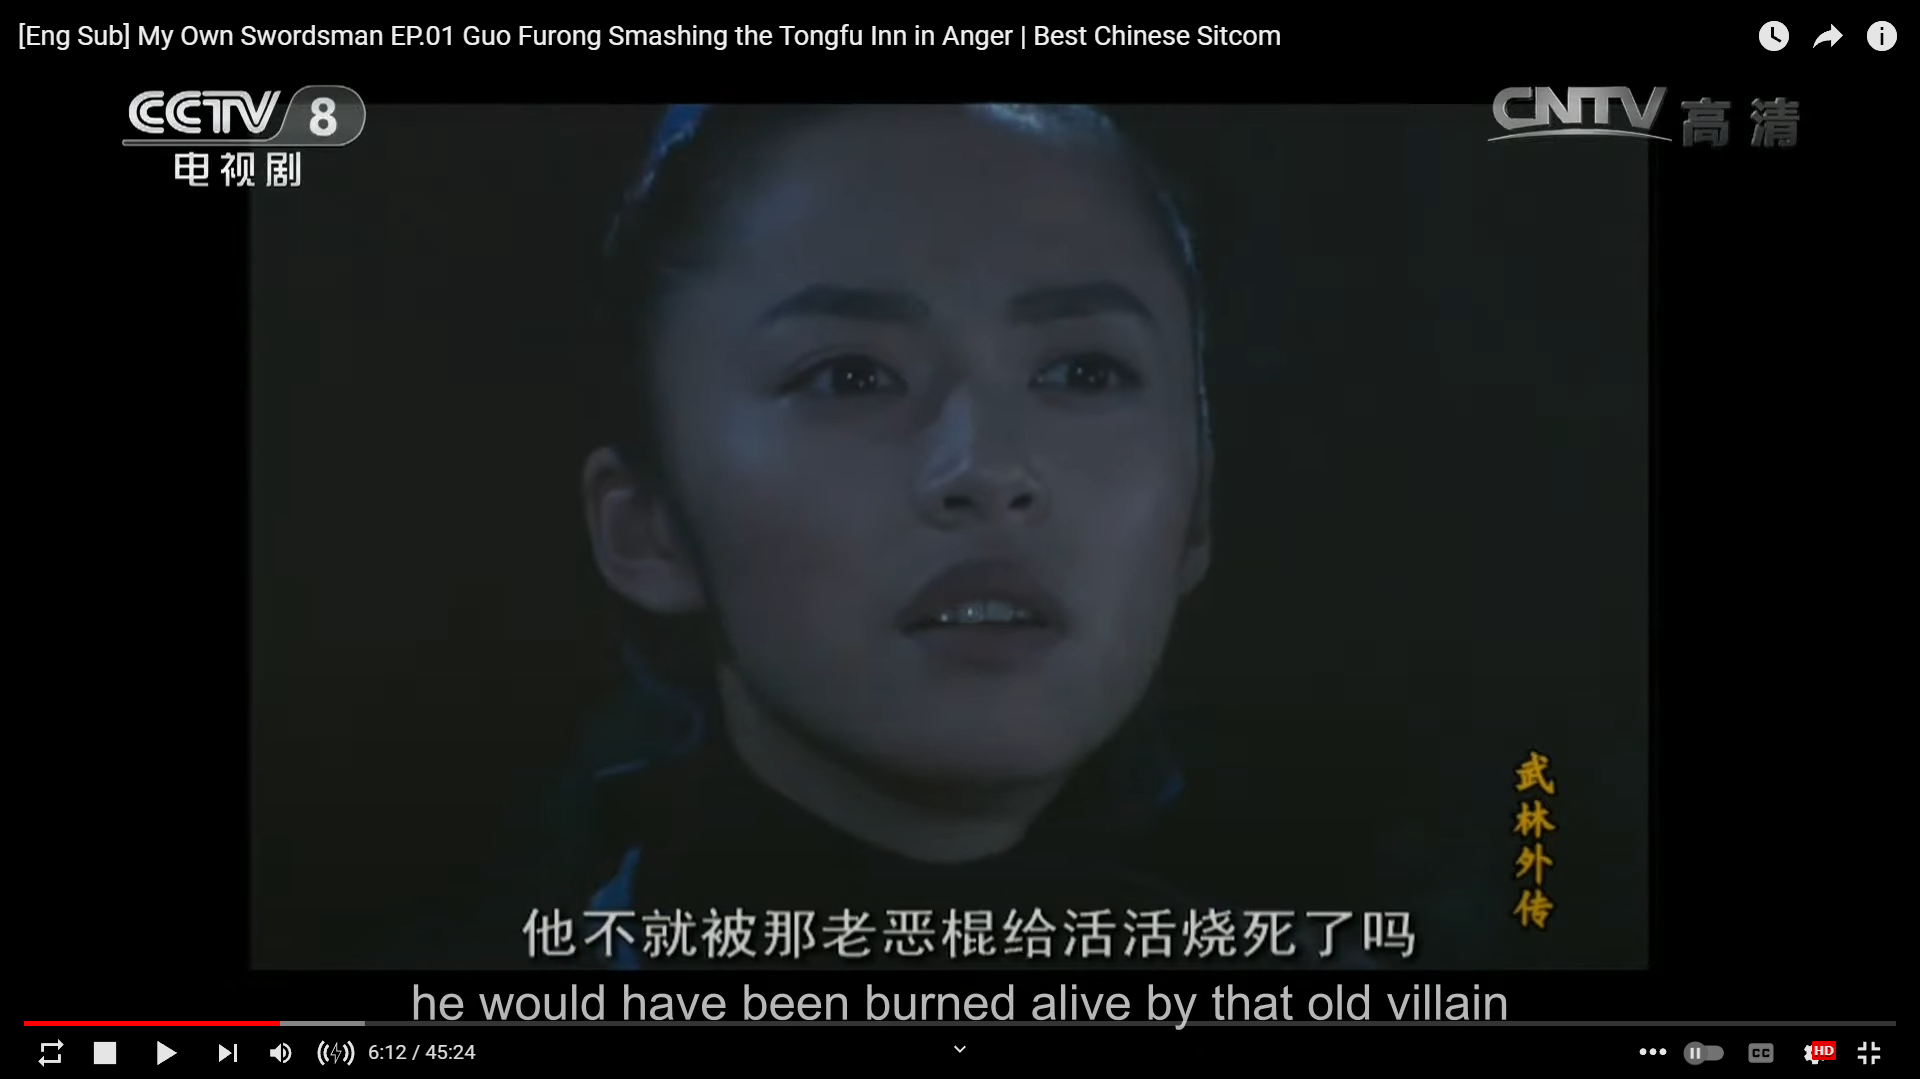 [Eng Sub] My Own Swordsman EP.01 Guo Furong Smashing the Tongfu Inn in Anger | Best Chinese Sitcom
CCTV 8
电视剧
CNTV 高清
武林外传
他不就被那老恶棍给活活烧死了吗
he would have been burned alive by that old villain
6:12 / 45:24
CC
HD